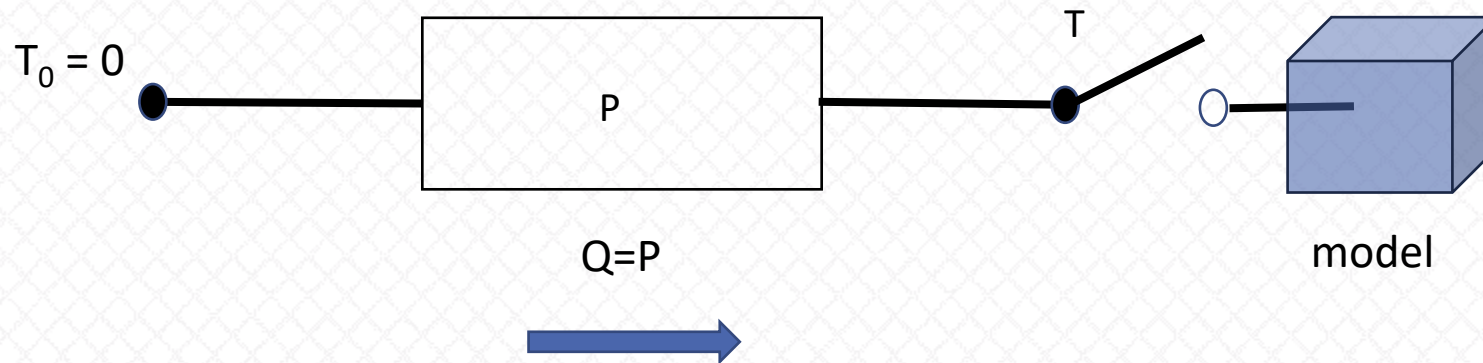 T
T₀ = 0
P
Q=P
model